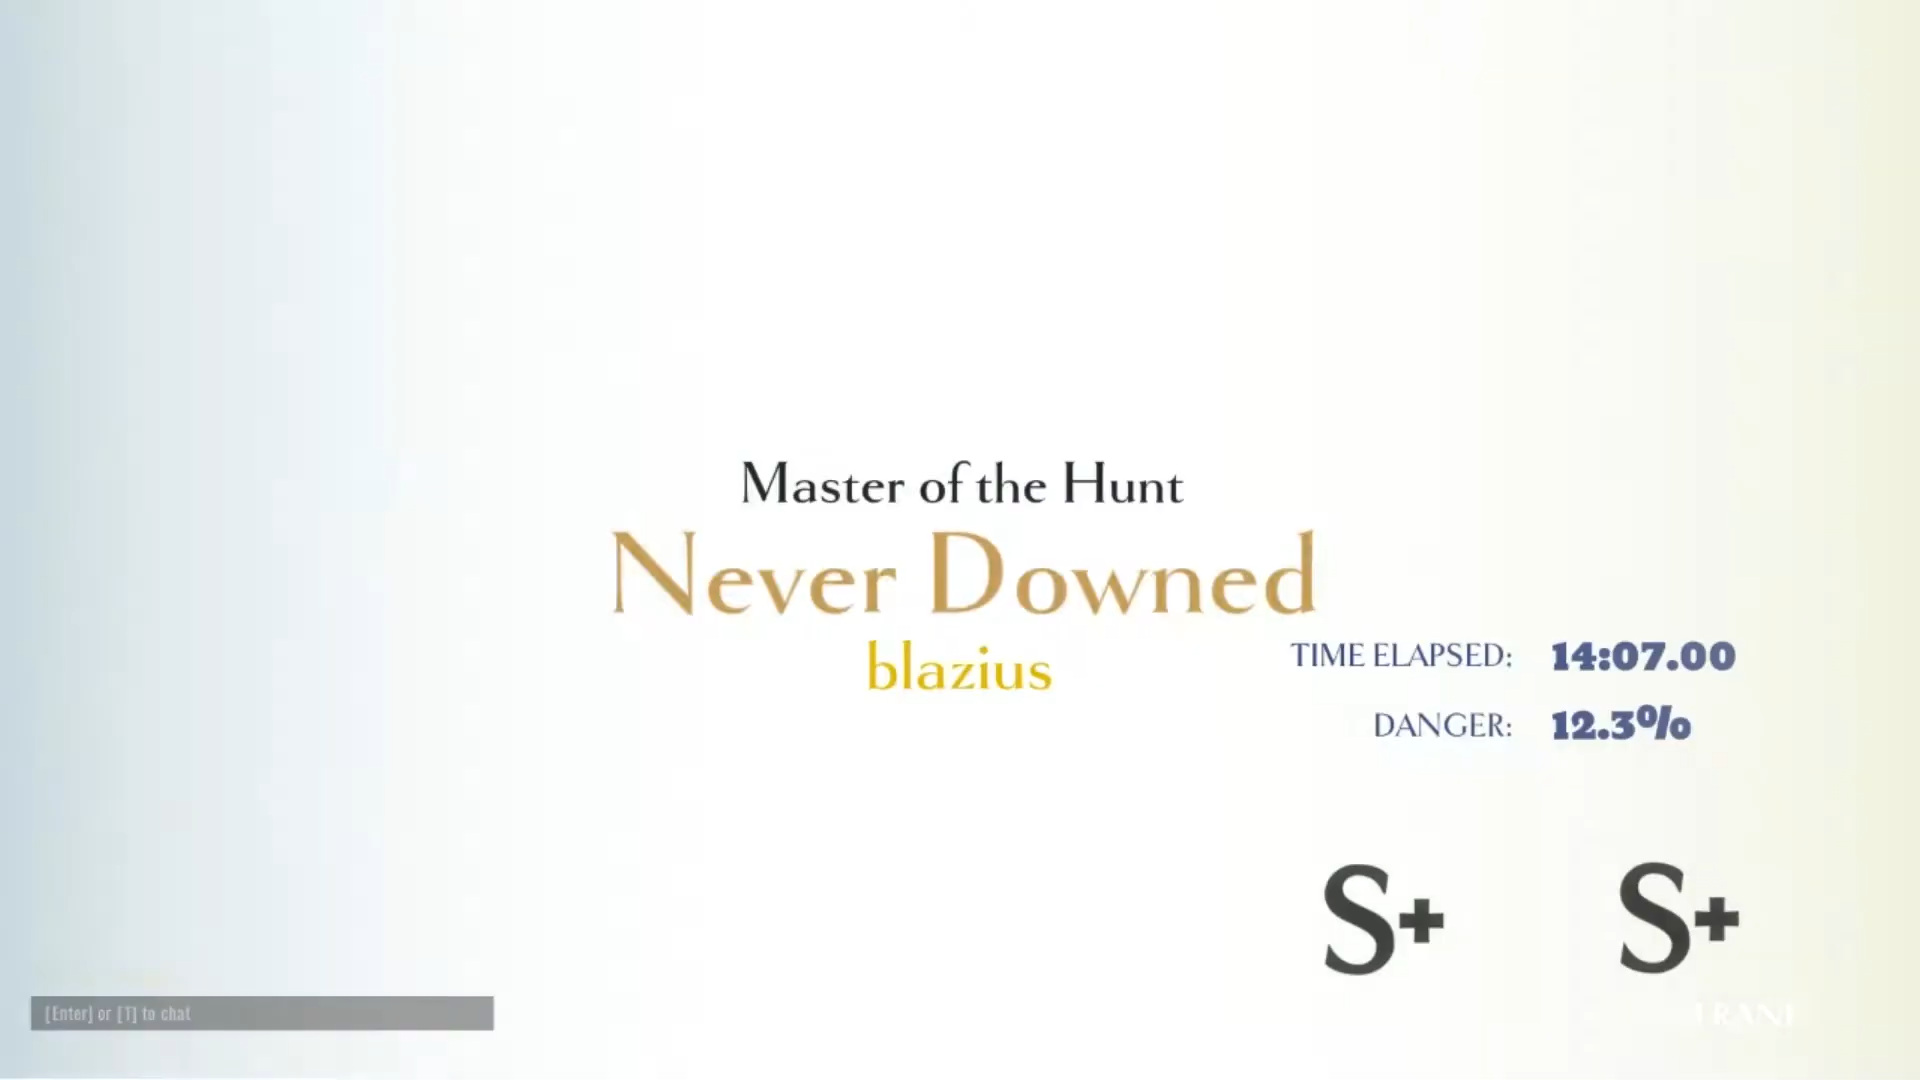 Master of the Hunt
Never Downed
blazius
TIME ELAPSED: 14:07.00
DANGER: 12.3%
S+ S+
[Enter] or [T] to chat